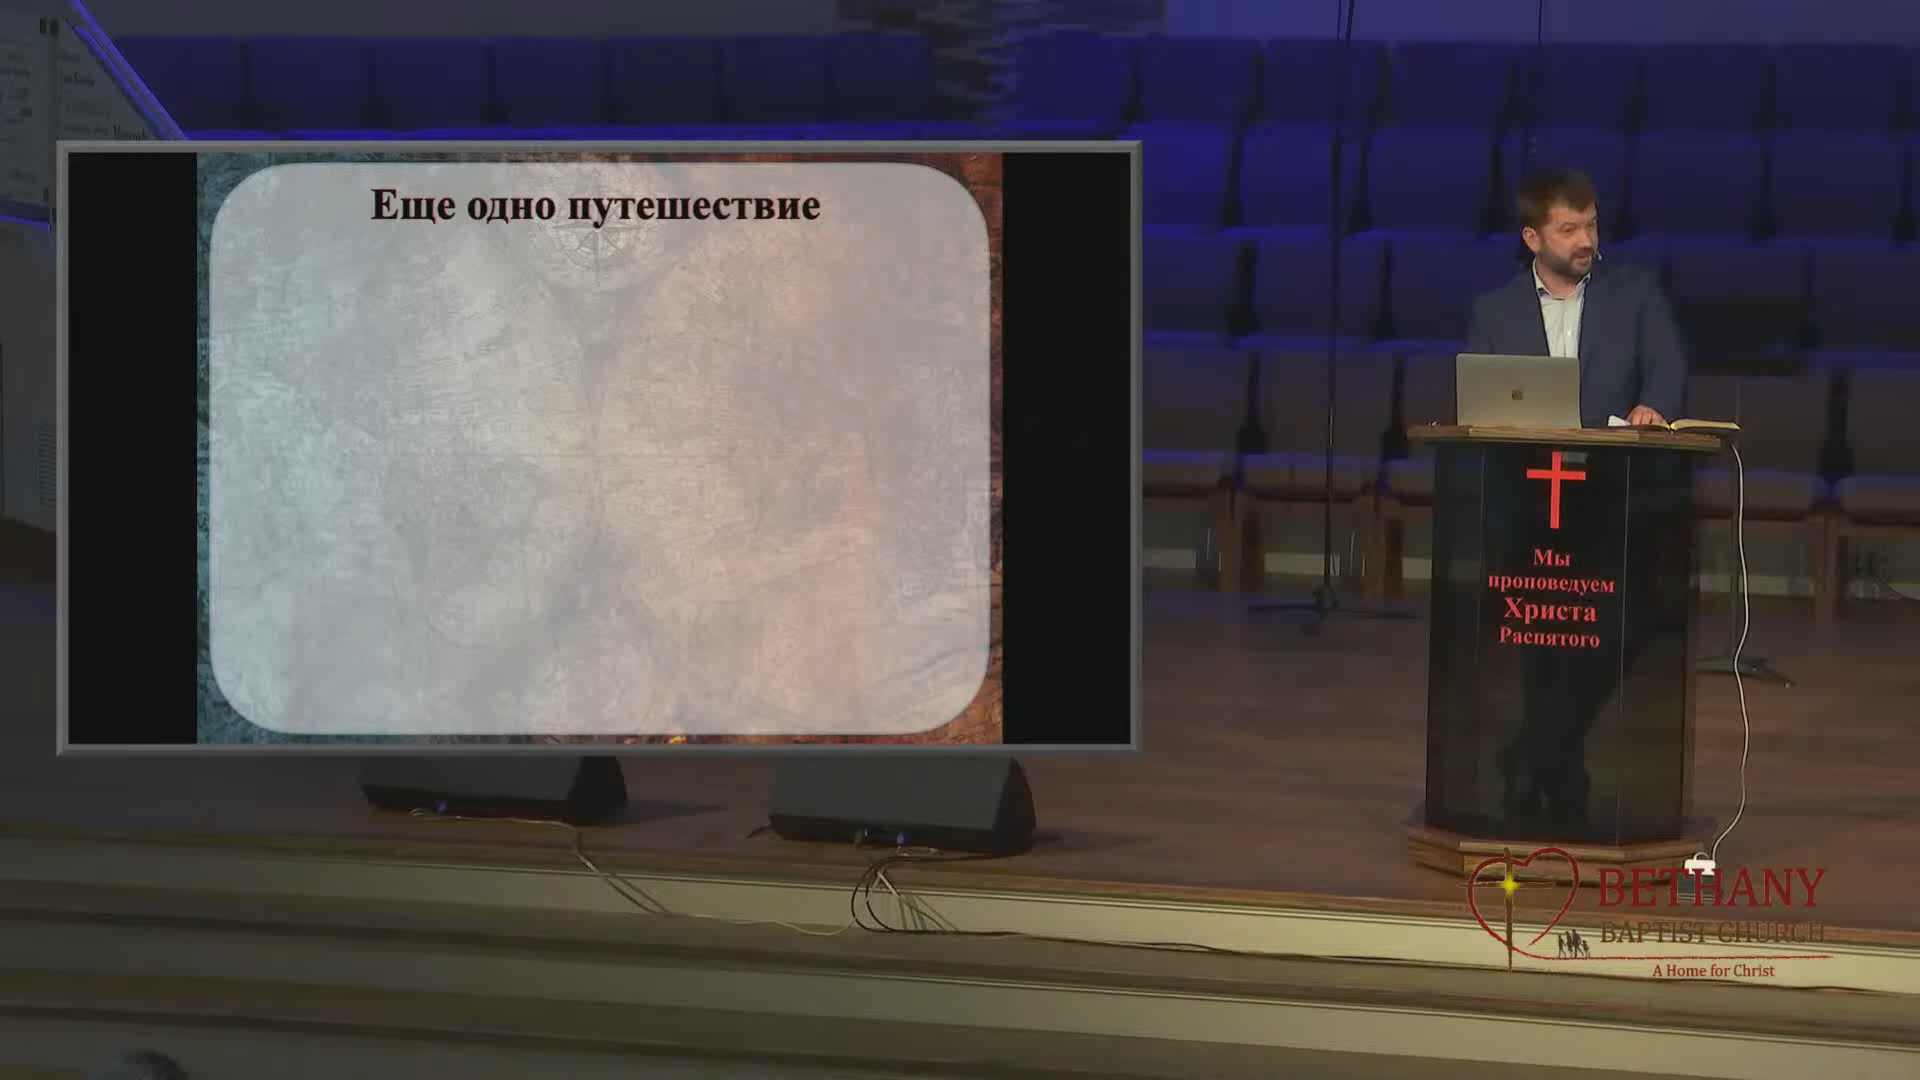 Еще одно путешествие
Мы
проповедуем
Христа
Распятого
BETHANY
BAPTIST CHURCH
A Home for Christ